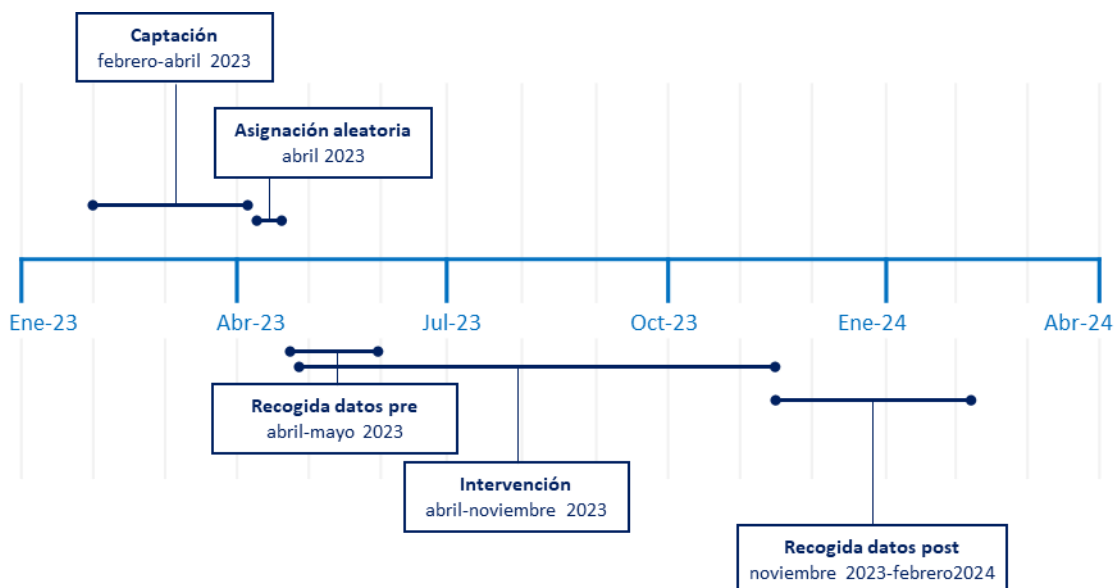 Captación
febrero-abril 2023
Asignación aleatoria
abril 2023
Ene-23
Abr-23
Jul-23
Oct-23
Ene-24
Abr-24
Recogida datos pre
abril-mayo 2023
Intervención
abril-noviembre 2023
Recogida datos post
noviembre 2023-febrero2024